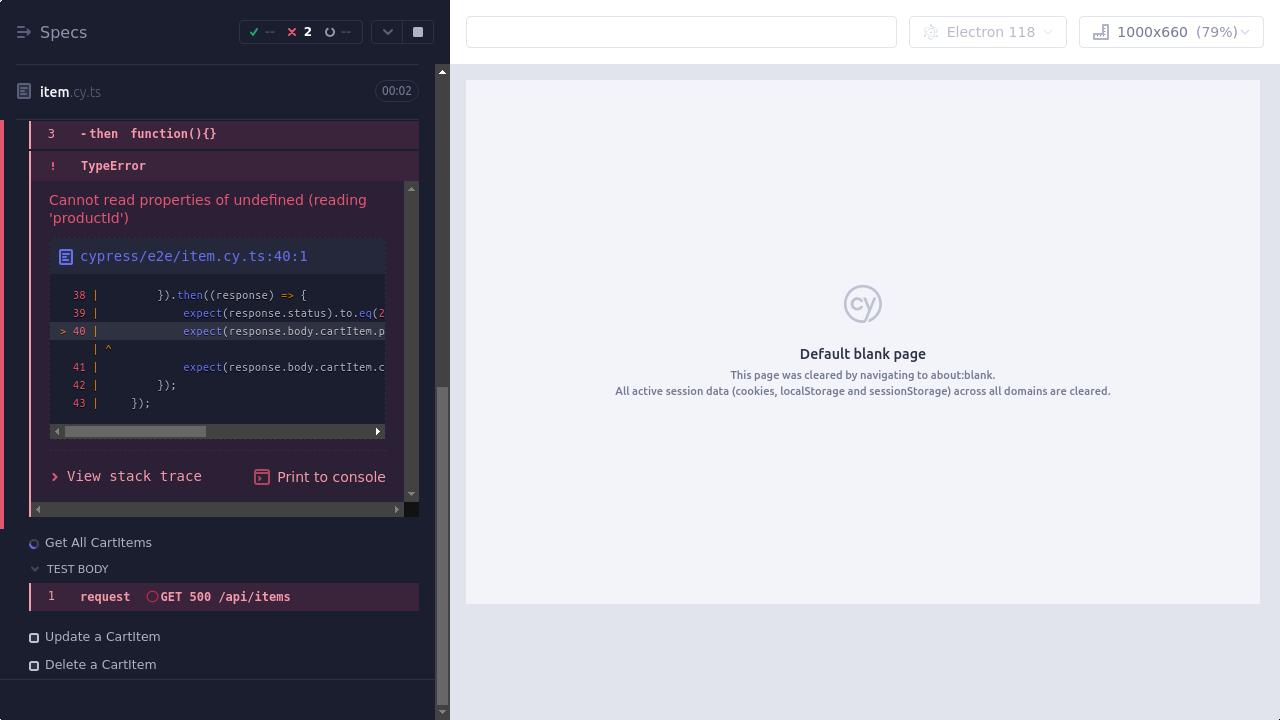 Specs
--
2
--
Electron 118
1000x660 (79%)
item.cy.ts
00:02
3 -then function(){}
! TypeError
Cannot read properties of undefined (reading
'productId')
cypress/e2e/item.cy.ts:40:1
38 | }).then((response) => {
39 | expect(response.status).to.eq(2
> 40 | expect(response.body.cartItem.p
| ^
41 | expect(response.body.cartItem.c
42 | });
43 | });
View stack trace
Print to console
Get All CartItems
TEST BODY
1 request GET 500 /api/items
Update a CartItem
Delete a CartItem
cy
Default blank page
This page was cleared by navigating to about:blank.
All active session data (cookies, localStorage and sessionStorage) across all domains are cleared.